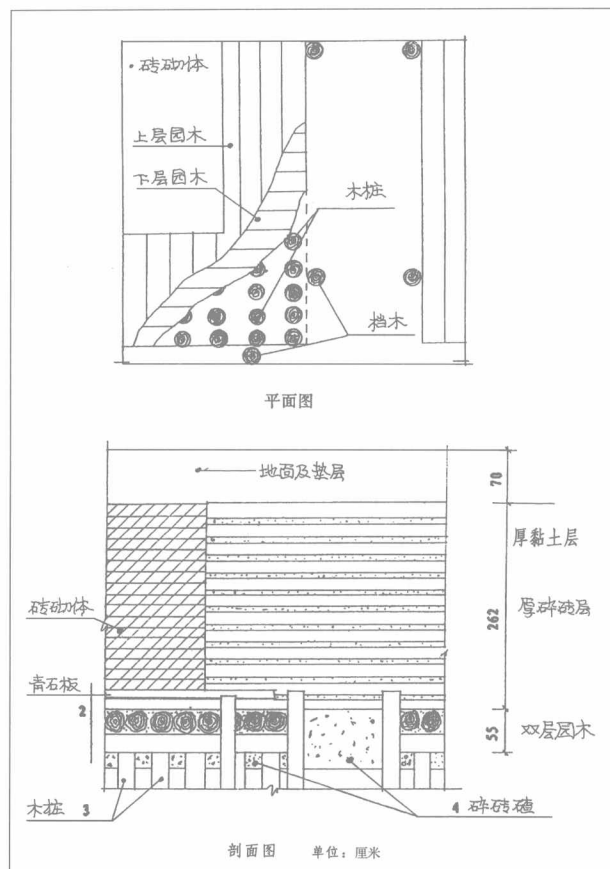 砖砌体
上层园木
下层园木
木桩
档木
平面图
地面及垫层
70
厚黏土层
砖砌体
262
厚碎砖层
青石板
2
55
双层园木
木桩 3
4 碎砖碴
剖面图 单位：厘米